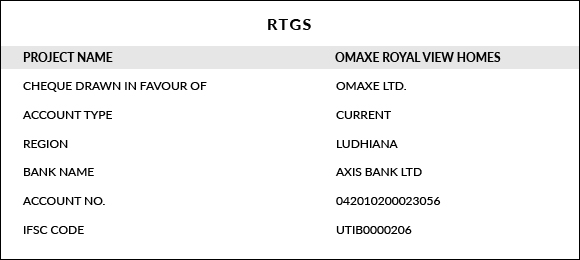 RTGS
PROJECT NAME OMAXE ROYAL VIEW HOMES
CHEQUE DRAWN IN FAVOUR OF OMAXE LTD.
ACCOUNT TYPE CURRENT
REGION LUDHIANA
BANK NAME AXIS BANK LTD
ACCOUNT NO. 042010200023056
IFSC CODE UTIB0000206